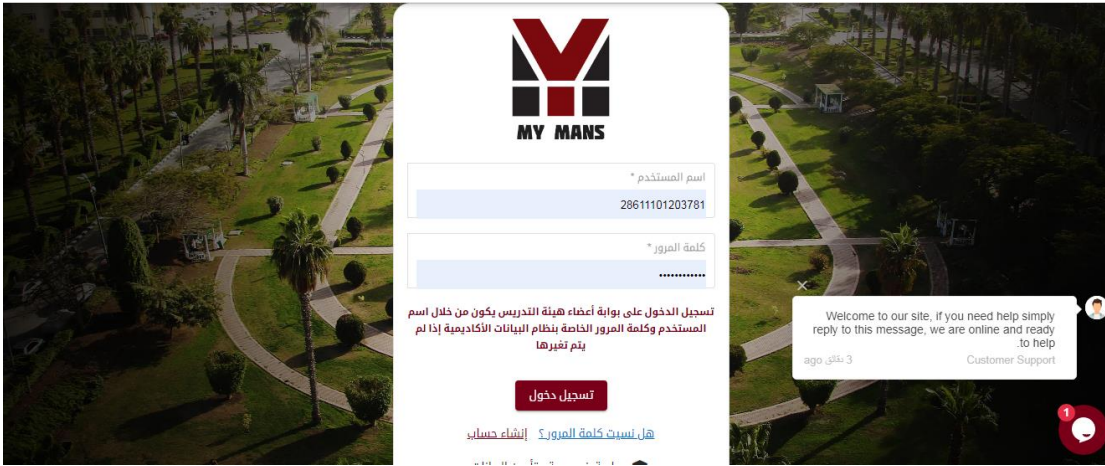 MY MANS
اسم المستخدم *
28611101203781
كلمة المرور *
تسجيل الدخول على بوابة أعضاء هيئة التدريس يكون من خلال اسم
المستخدم وكلمة المرور الخاصة بنظام البيانات الأكاديمية إذا لم
يتم تغيرها
تسجيل دخول
هل نسيت كلمة المرور ؟ إنشاء حساب
Welcome to our site, if you need help simply
reply to this message, we are online and ready
.to help
Customer Support
3 دقائق ago
1